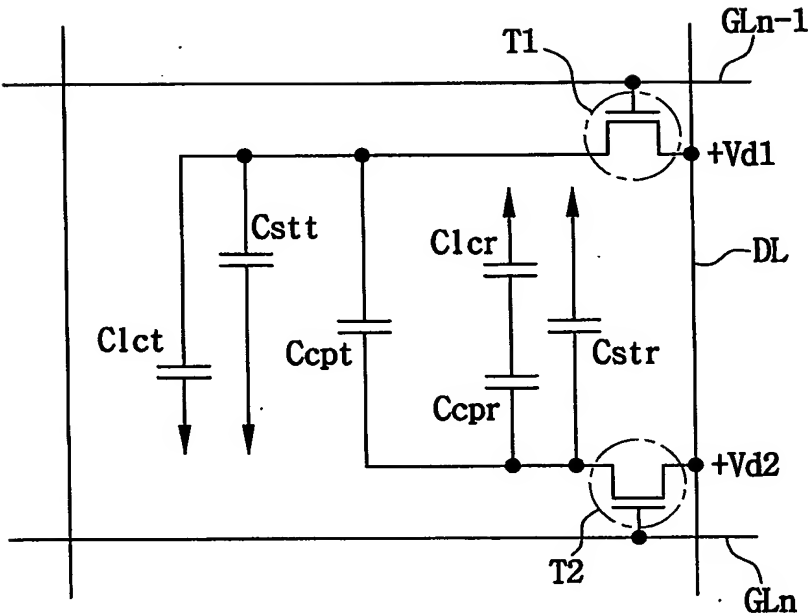 GLn-1
T1
+Vd1
Cstt
Clcr
DL
Clct
Ccpt
Cstr
Ccpr
+Vd2
T2
GLn